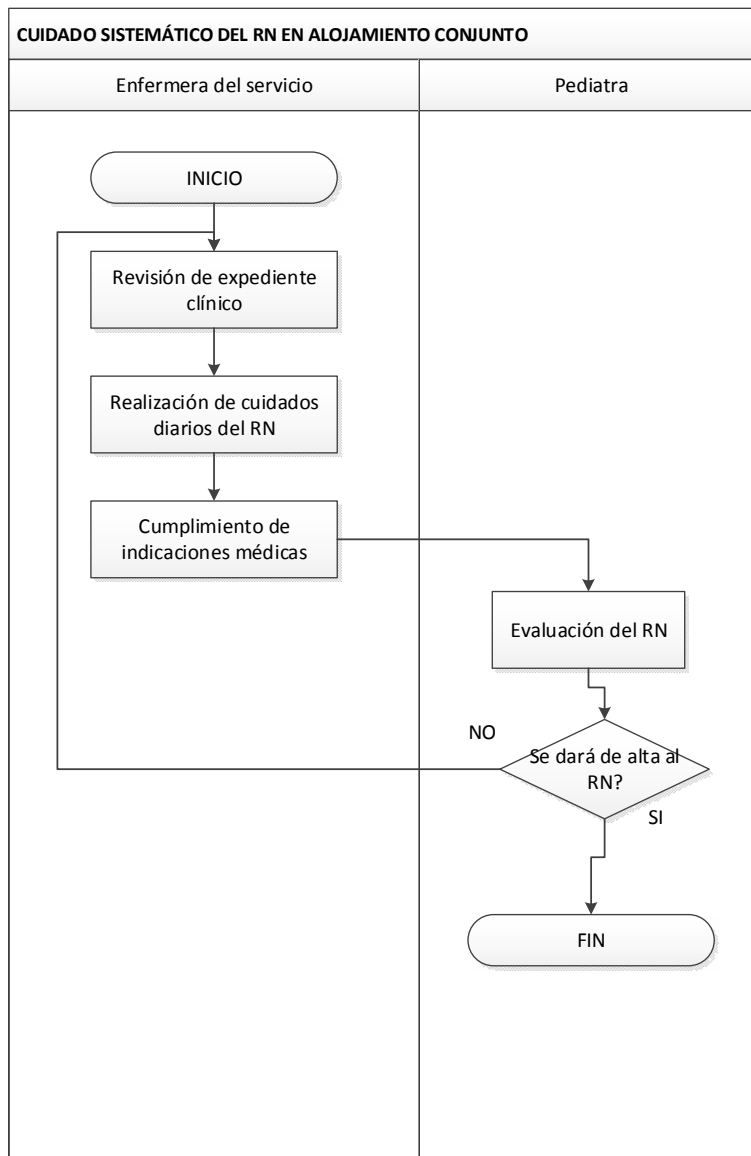 CUIDADO SISTEMÁTICO DEL RN EN ALOJAMIENTO CONJUNTO
Enfermera del servicio
Pediatra
INICIO
Revisión de expediente
clínico
Realización de cuidados
diarios del RN
Cumplimiento de
indicaciones médicas
Evaluación del RN
NO
Se dará de alta al
RN?
SI
FIN